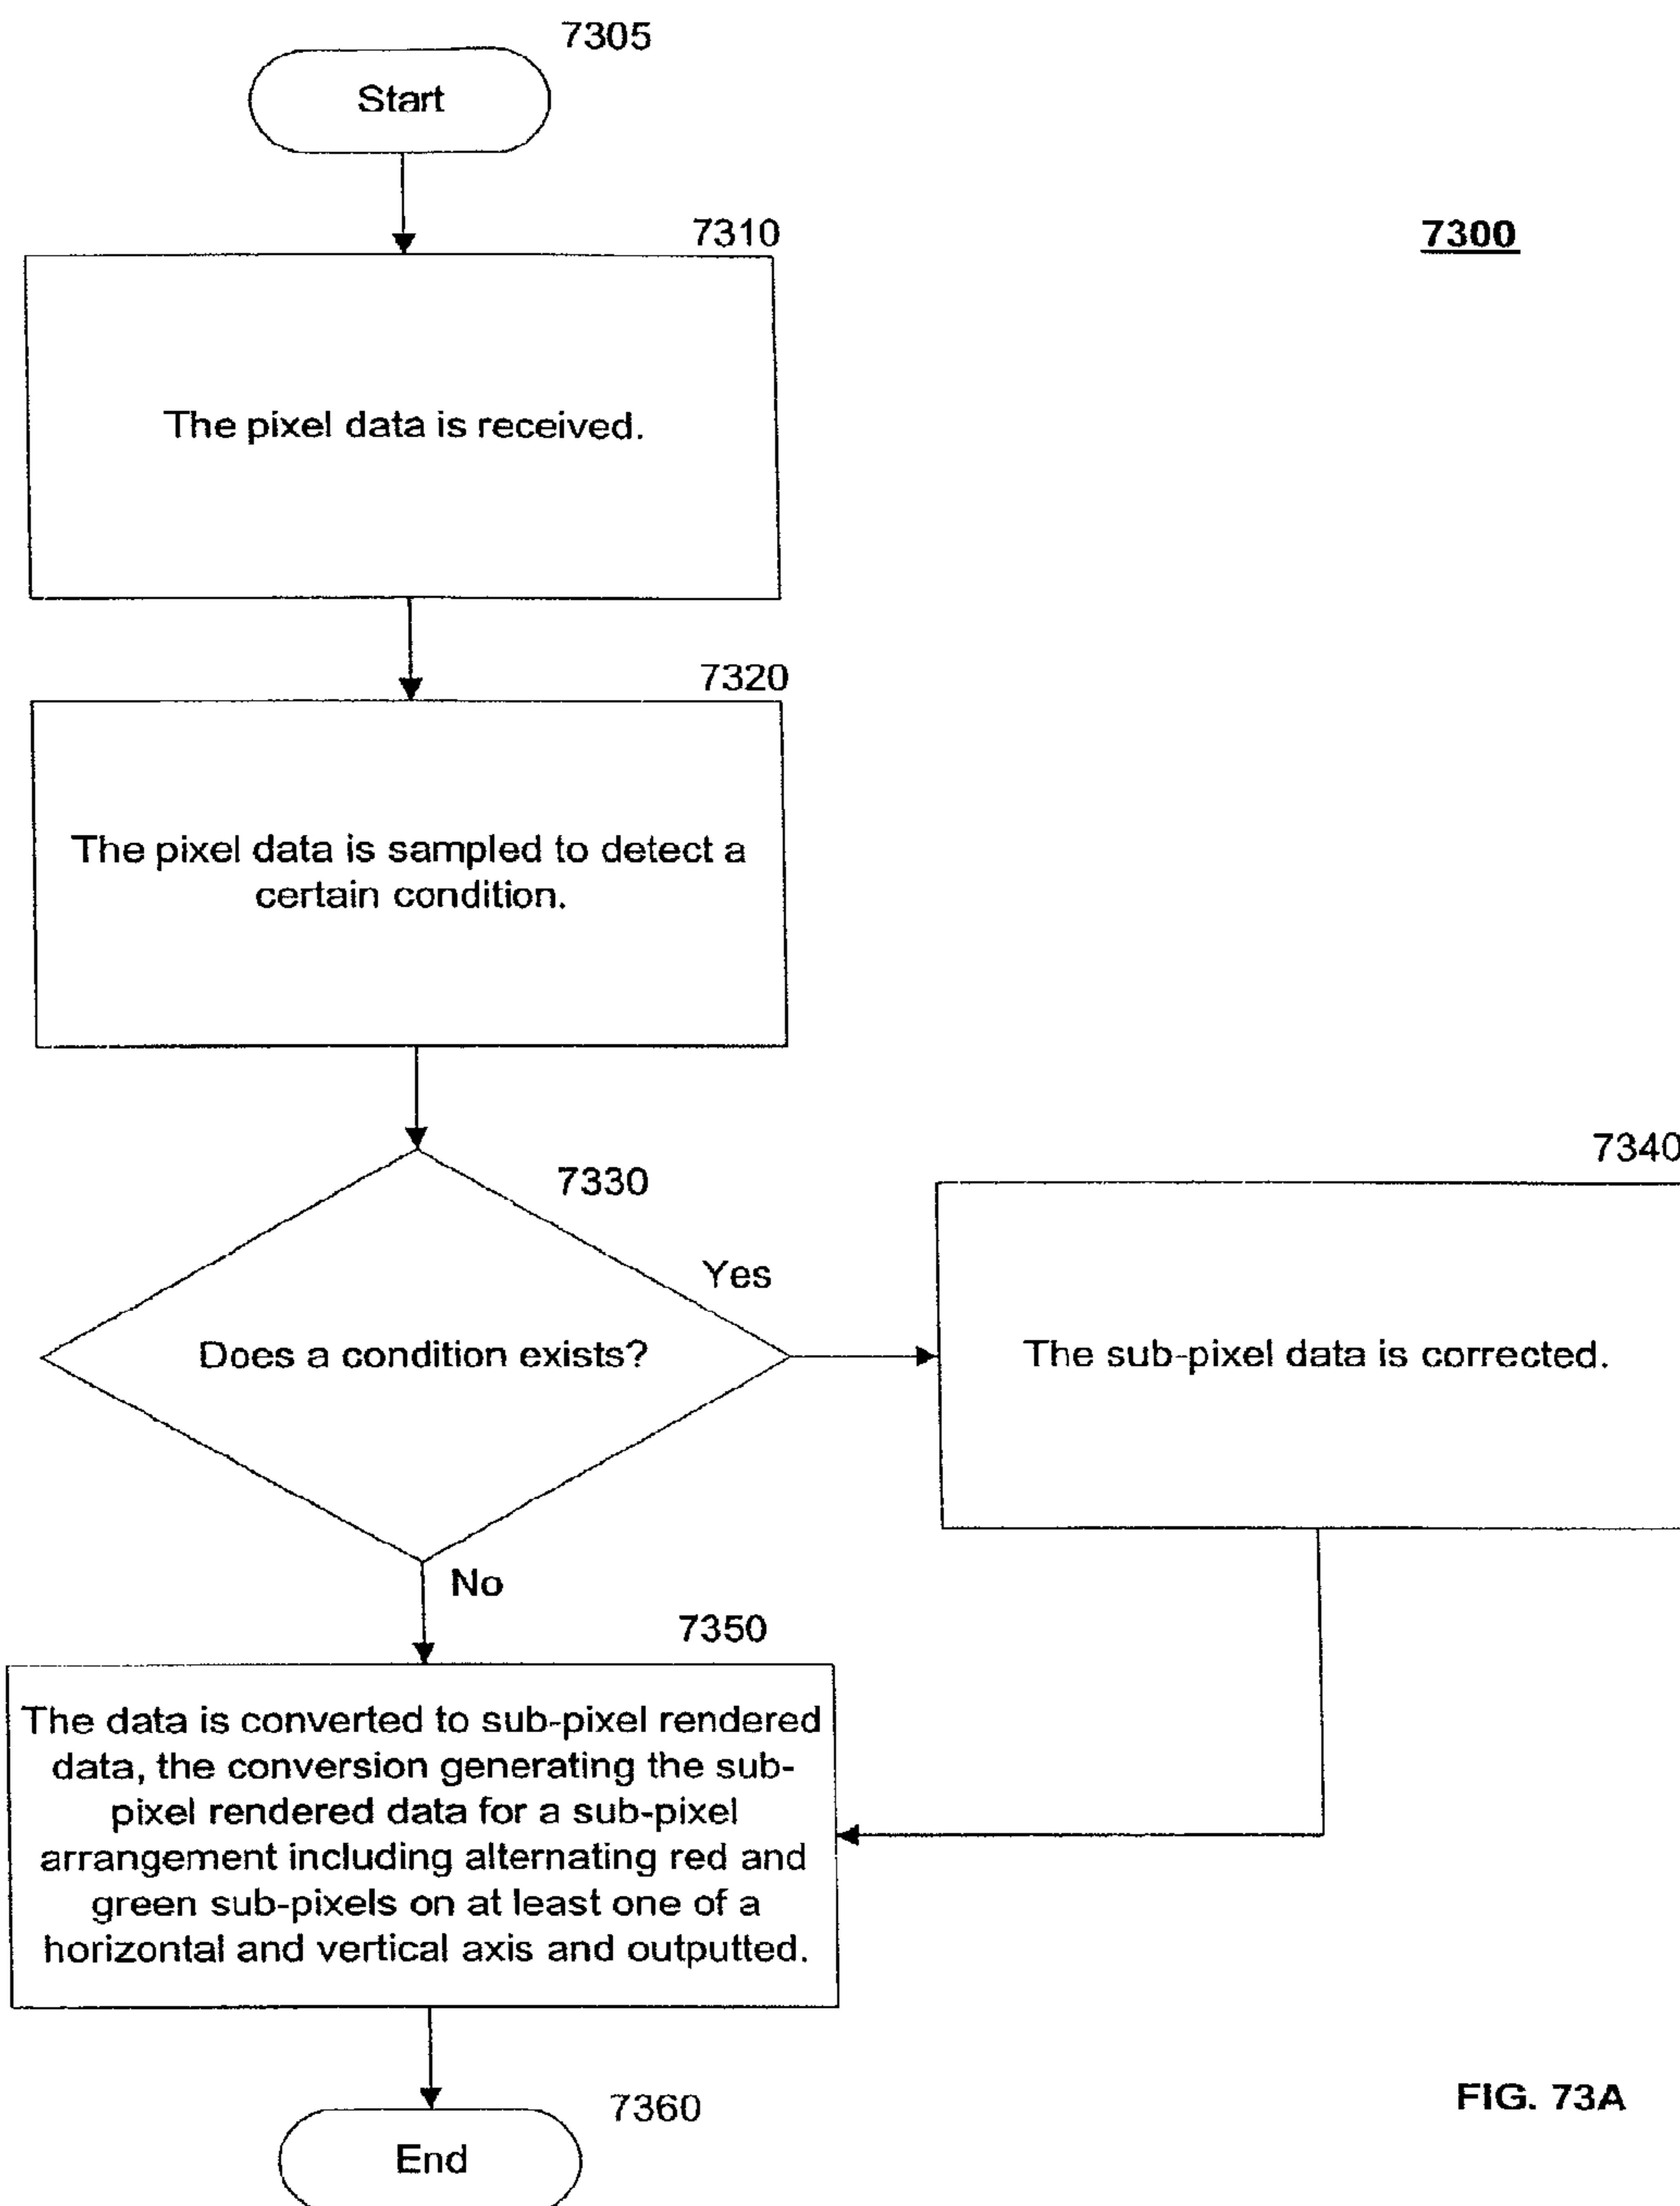 7305
Start
7300
7310
The pixel data is received.
7320
The pixel data is sampled to detect a
certain condition.
7330
Yes
Does a condition exists?
7340
The sub-pixel data is corrected.
No
7350
The data is converted to sub-pixel rendered
data, the conversion generating the sub-
pixel rendered data for a sub-pixel
arrangement including alternating red and
green sub-pixels on at least one of a
horizontal and vertical axis and outputted.
7360
End
FIG. 73A